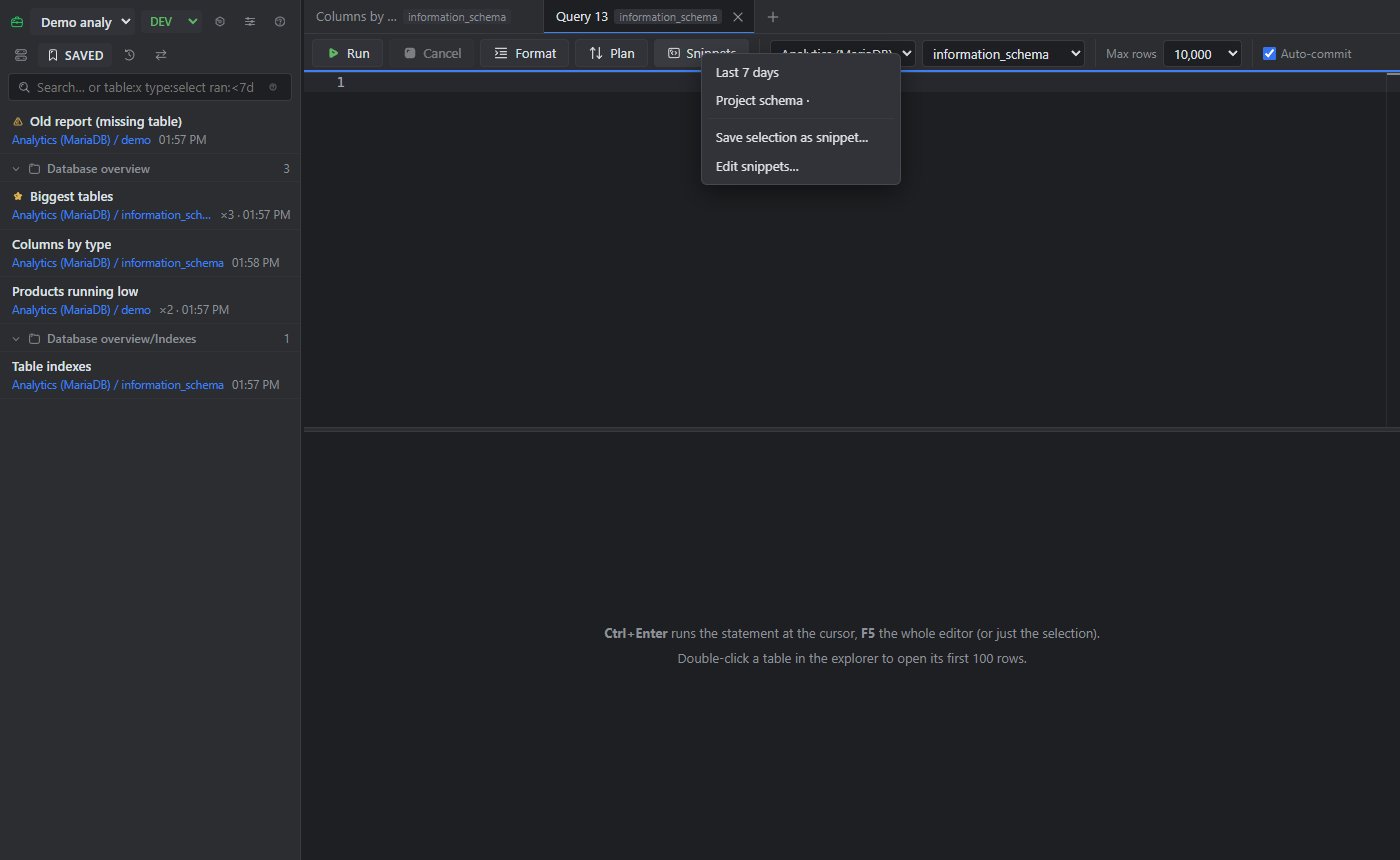 Demo analy
DEV
SAVED
Search... or table:x type:select ran:<7d
Old report (missing table)
Analytics (MariaDB) / demo 01:57 PM
Database overview 3
Biggest tables
Analytics (MariaDB) / information_sch... ×3 · 01:57 PM
Columns by type
Analytics (MariaDB) / information_schema 01:58 PM
Products running low
Analytics (MariaDB) / demo ×2 · 01:57 PM
Database overview/Indexes 1
Table indexes
Analytics (MariaDB) / information_schema 01:57 PM
Columns by ... information_schema
Query 13 information_schema
Run
Cancel
Format
Plan
Snippets
Analytics (MariaDB)
information_schema
Max rows
10,000
Auto-commit
1
Last 7 days
Project schema ·
Save selection as snippet...
Edit snippets...
Ctrl+Enter runs the statement at the cursor, F5 the whole editor (or just the selection).
Double-click a table in the explorer to open its first 100 rows.